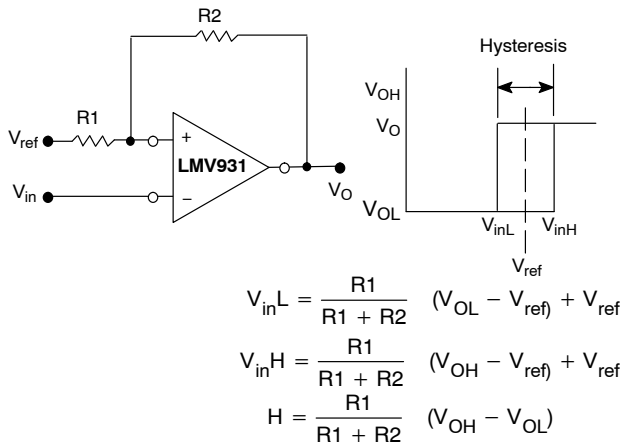 R2
Hysteresis
R1
V_ref
+
LMV931
V_in
−
V_O
V_OH
V_O
V_OL
V_inL
V_inH
V_ref
V_inL = R1 / (R1 + R2) (V_OL − V_ref) + V_ref
V_inH = R1 / (R1 + R2) (V_OH − V_ref) + V_ref
H = R1 / (R1 + R2) (V_OH − V_OL)